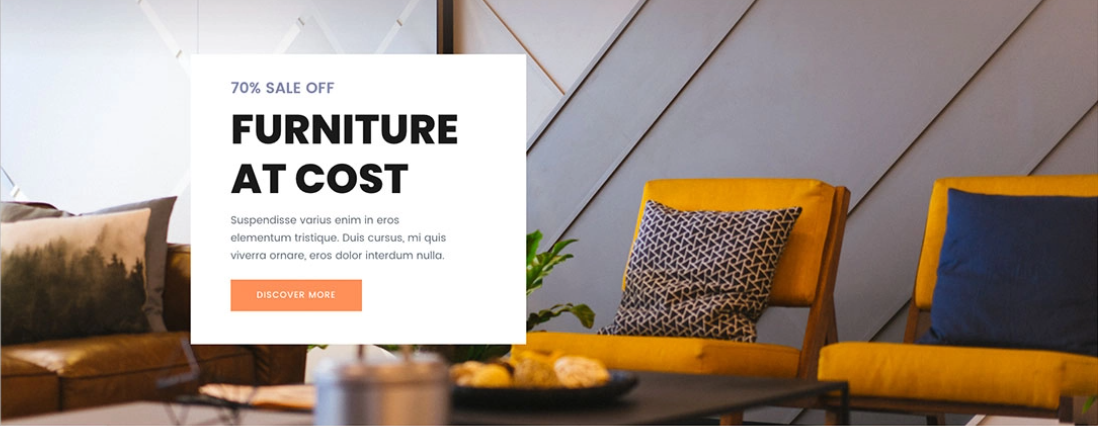 70% SALE OFF
FURNITURE
AT COST
Suspendisse varius enim in eros
elementum tristique. Duis cursus, mi quis
viverra ornare, eros dolor interdum nulla.
DISCOVER MORE